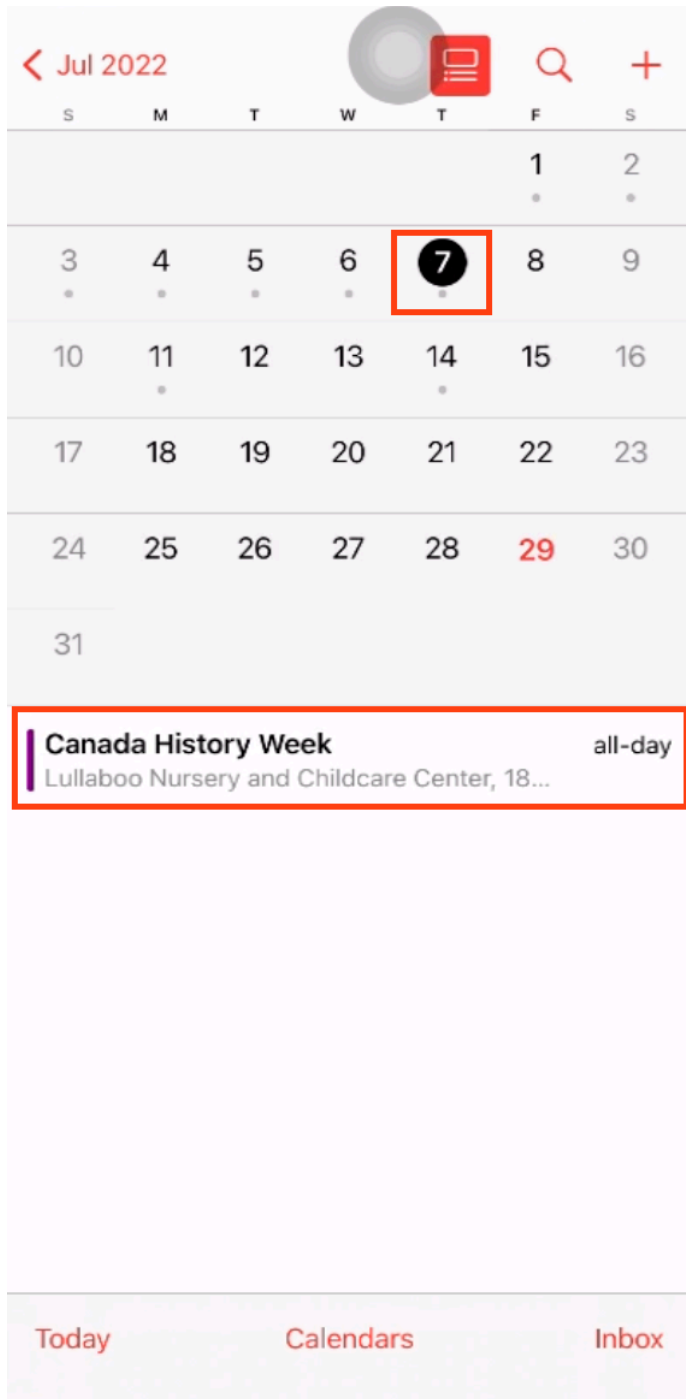 Jul 2022
S M T W T F S
1 2
3 4 5 6 7 8 9
10 11 12 13 14 15 16
17 18 19 20 21 22 23
24 25 26 27 28 29 30
31
Canada History Week all-day
Lullaboo Nursery and Childcare Center, 18...
Today Calendars Inbox